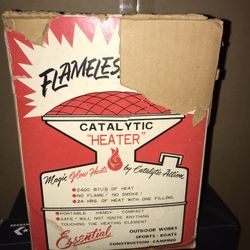 FLAMELES
CATALYTIC
"HEATER"
Magic Glow Heats by Catalytic Action
• 2400 BTU'S OF HEAT
• NO FLAME! NO SMOKE!
• 24 HRS. OF HEAT WITH ONE FILLING
• PORTABLE HANDY COMPACT
• SAFE! WILL NOT IGNITE ANYTHING
TOUCHING THE HEATING ELEMENT
Essential
OUTDOOR WORKS
SPORTS · BOATS
CONSTRUCTION · CAMPING